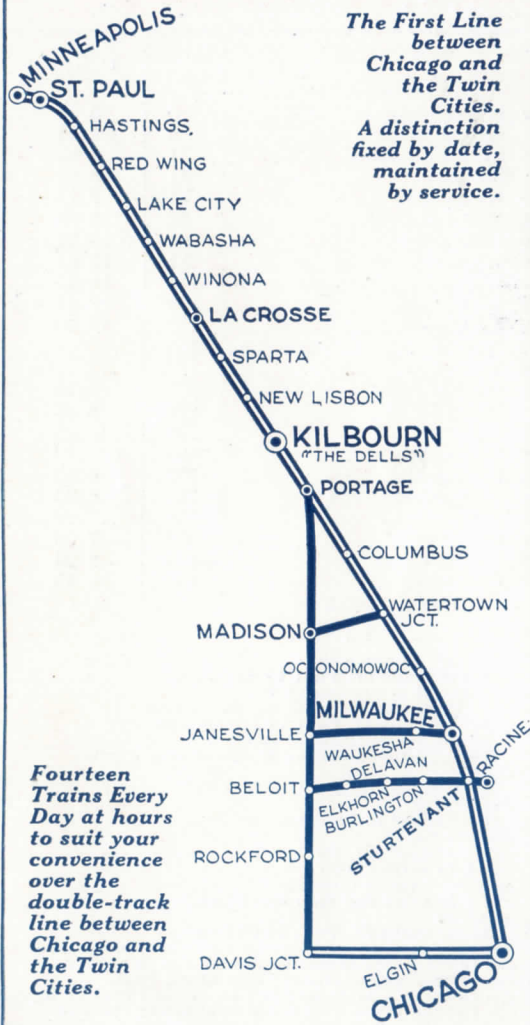 The First Line
between
Chicago and
the Twin
Cities.
A distinction
fixed by date,
maintained
by service.
MINNEAPOLIS
ST. PAUL
HASTINGS.
RED WING
LAKE CITY
WABASHA
WINONA
LA CROSSE
SPARTA
NEW LISBON
KILBOURN
"THE DELLS"
PORTAGE
COLUMBUS
WATERTOWN
JCT.
MADISON
OCONOMOWOC
MILWAUKEE
JANESVILLE
WAUKESHA
DELAVAN
RACINE
BELOIT
ELKHORN
BURLINGTON
STURTEVANT
ROCKFORD
DAVIS JCT.
ELGIN
CHICAGO
Fourteen
Trains Every
Day at hours
to suit your
convenience
over the
double-track
line between
Chicago and
the Twin
Cities.